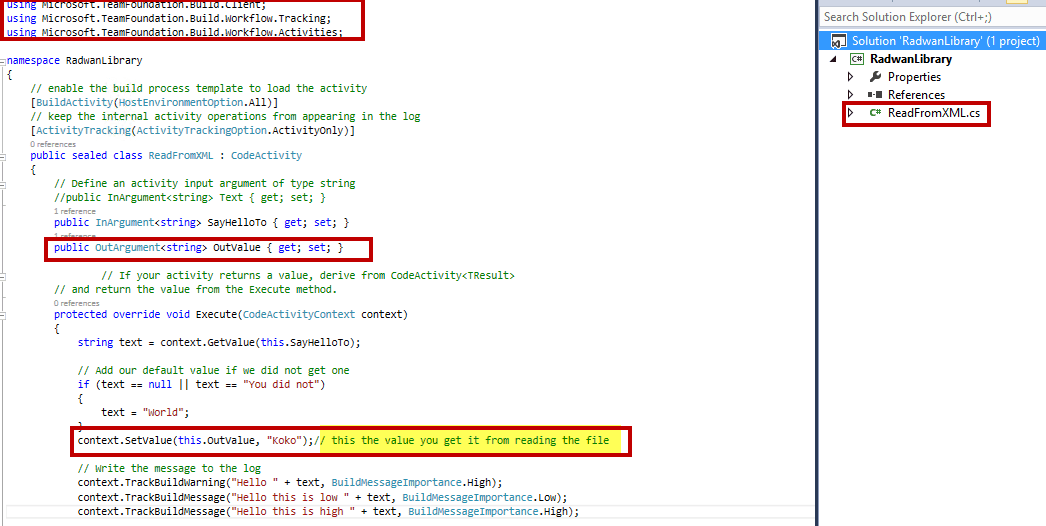 using Microsoft.TeamFoundation.Build.Client;
using Microsoft.TeamFoundation.Build.Workflow.Tracking;
using Microsoft.TeamFoundation.Build.Workflow.Activities;
namespace RadwanLibrary
{
// enable the build process template to load the activity
[BuildActivity(HostEnvironmentOption.All)]
// keep the internal activity operations from appearing in the log
[ActivityTracking(ActivityTrackingOption.ActivityOnly)]
0 references
public sealed class ReadFromXML : CodeActivity
{
// Define an activity input argument of type string
//public InArgument<string> Text { get; set; }
1 reference
public InArgument<string> SayHelloTo { get; set; }
1 reference
public OutArgument<string> OutValue { get; set; }
// If your activity returns a value, derive from CodeActivity<TResult>
// and return the value from the Execute method.
0 references
protected override void Execute(CodeActivityContext context)
{
string text = context.GetValue(this.SayHelloTo);
// Add our default value if we did not get one
if (text == null || text == "You did not")
{
text = "World";
}
context.SetValue(this.OutValue, "Koko");// this the value you get it from reading the file
// Write the message to the log
context.TrackBuildWarning("Hello " + text, BuildMessageImportance.High);
context.TrackBuildMessage("Hello this is low " + text, BuildMessageImportance.Low);
context.TrackBuildMessage("Hello this is high " + text, BuildMessageImportance.High);
Search Solution Explorer (Ctrl+;)
Solution 'RadwanLibrary' (1 project)
C# RadwanLibrary
Properties
References
C# ReadFromXML.cs